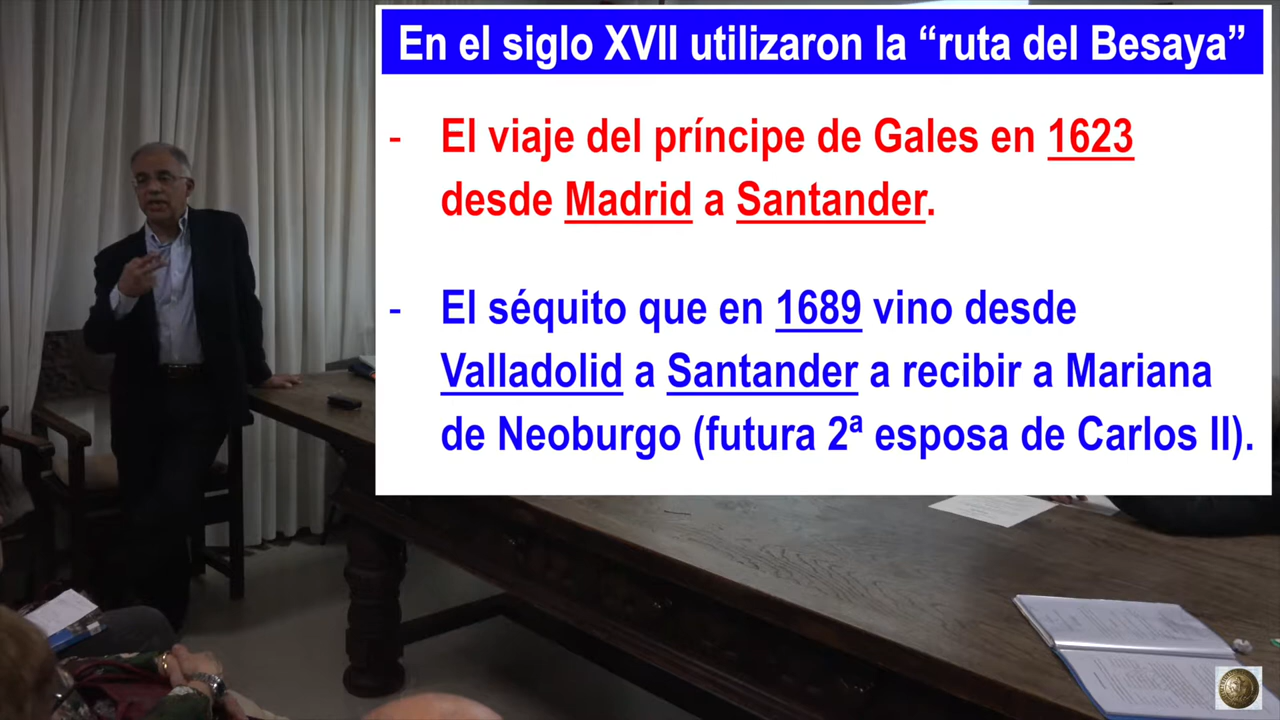 En el siglo XVII utilizaron la “ruta del Besaya”
- El viaje del príncipe de Gales en 1623
desde Madrid a Santander.
- El séquito que en 1689 vino desde
Valladolid a Santander a recibir a Mariana
de Neoburgo (futura 2ª esposa de Carlos II).